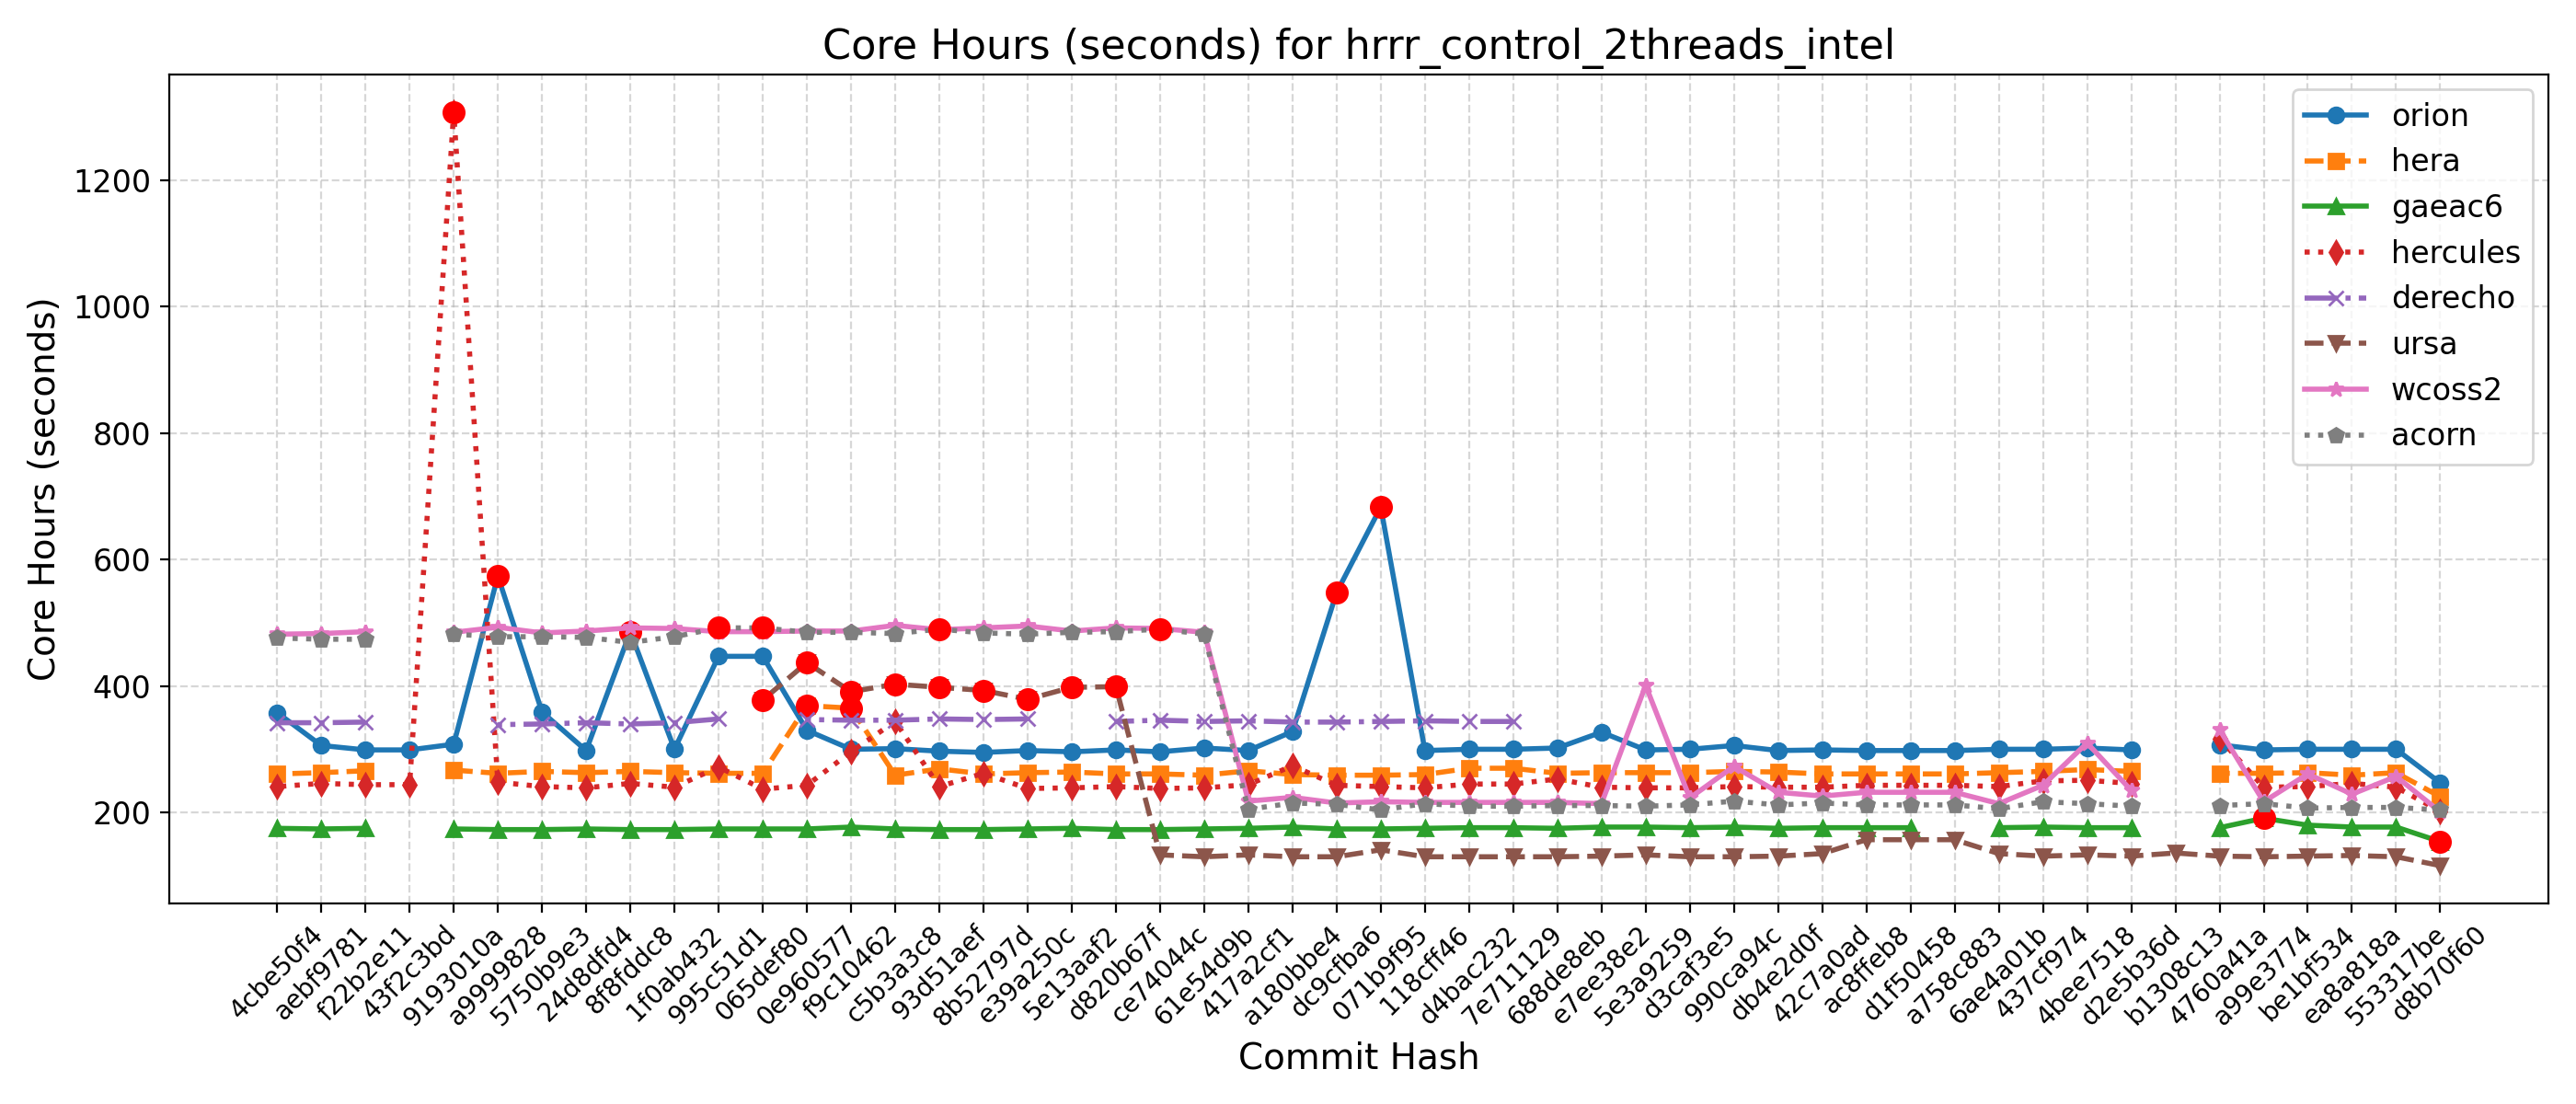 Core Hours (seconds) for hrrr_control_2threads_intel
Core Hours (seconds)
1200
1000
800
600
400
200
orion
hera
gaeac6
hercules
derecho
ursa
wcoss2
acorn
4cbe50f4
aebf9781
f22b2e11
43f2c3bd
9193010a
a9999828
5750b9e3
24d8dfd4
8f8fddc8
1f0ab432
995c51d1
065def80
0e960577
f9c10462
c5b3a3c8
93d51aef
8b52797d
e39a250c
5e13aaf2
d820b67f
ce74044c
61e54d9b
417a2cf1
a180bbe4
dc9cfba6
071b9f95
118cff46
d4bac232
7e711129
688de8eb
e7ee38e2
5e3a9259
d3caf3e5
990ca94c
db4e2d0f
42c7a0ad
ac8ffeb8
d1f50458
a758c883
6ae4a01b
437cf974
4bee7518
d2e5b36d
b1308c13
4760a41a
a99e3774
be1bf534
ea8a818a
553317be
d8b70f60
Commit Hash